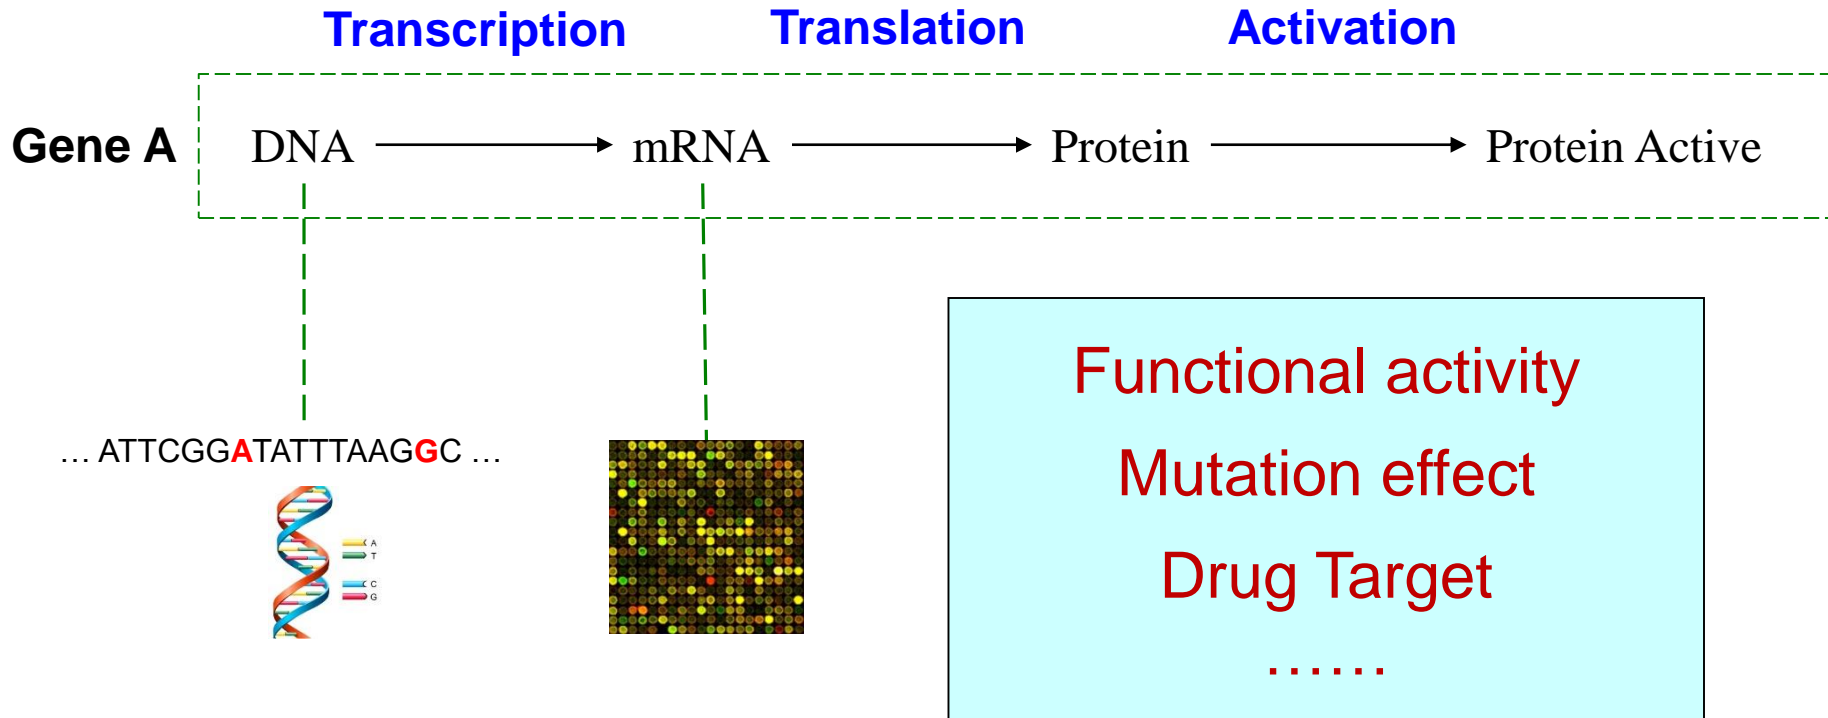 Transcription Translation Activation
Gene A DNA mRNA Protein Protein Active
… ATTCGGATATTTAAGGC …
A
T
C
G
Functional activity
Mutation effect
Drug Target
……